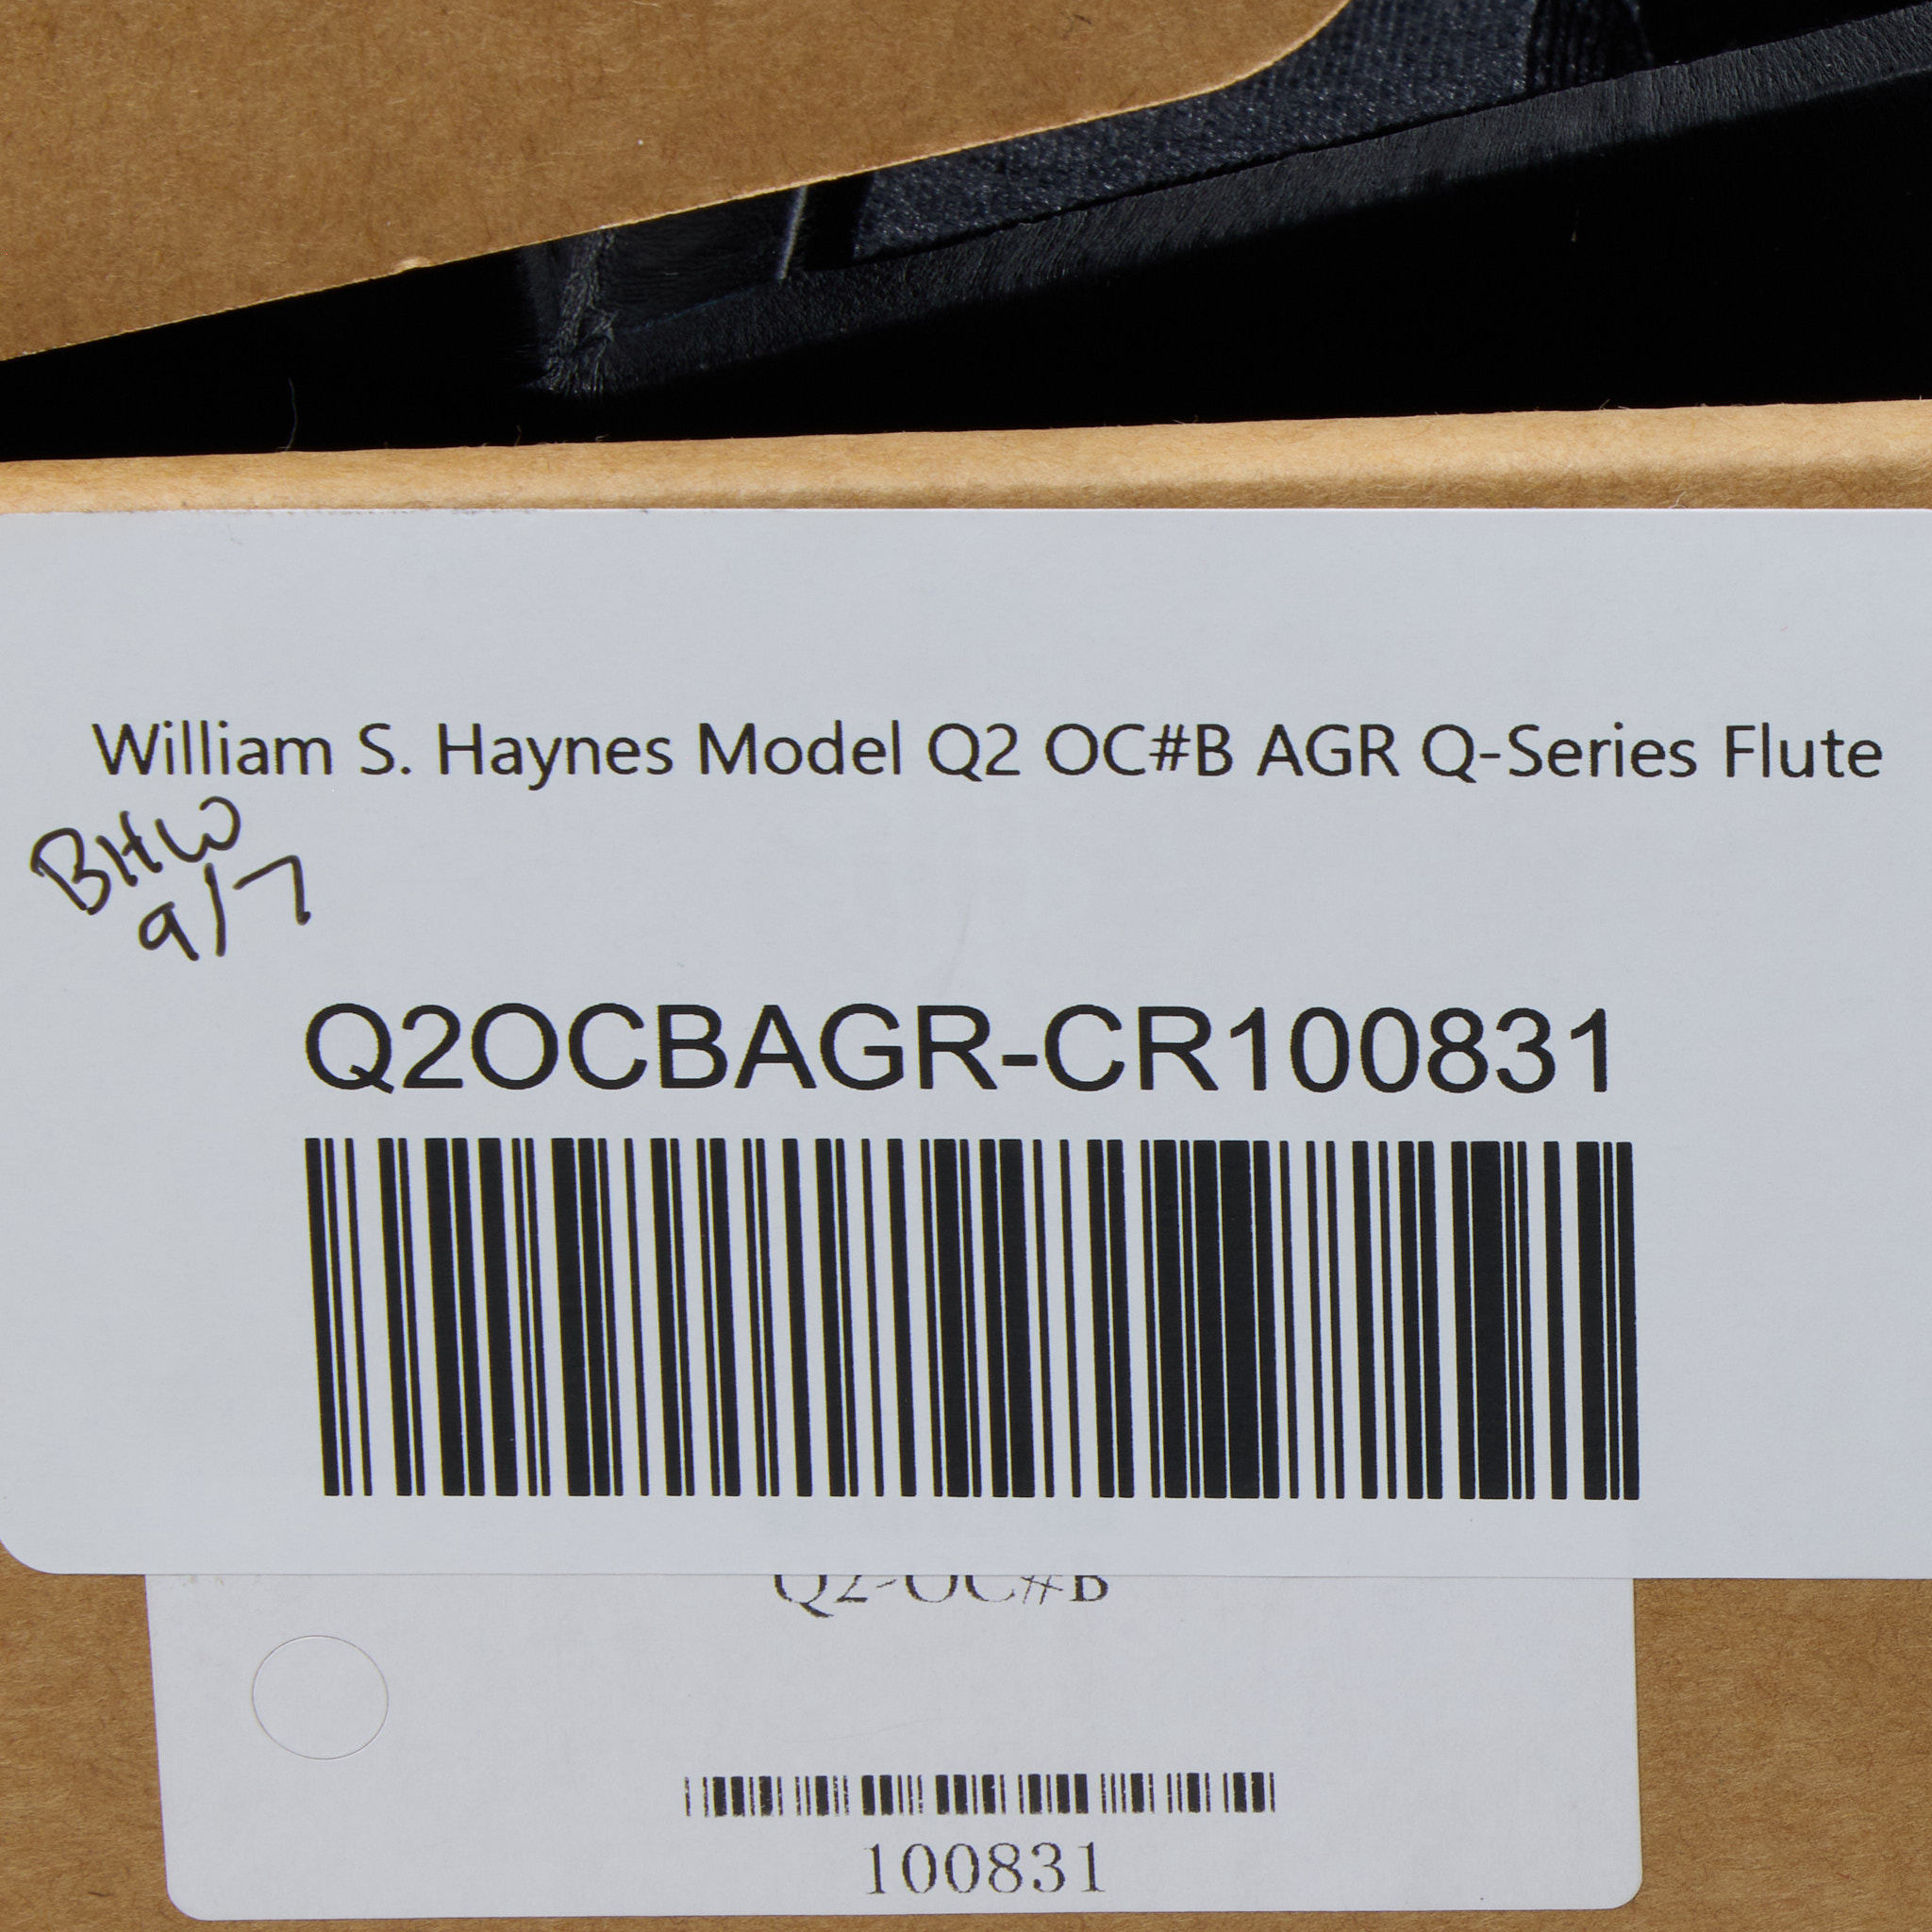 William S. Haynes Model Q2 OC#B AGR Q-Series Flute
BHW
9/7
Q2OCBAGR-CR100831
Q2-OC#B
100831